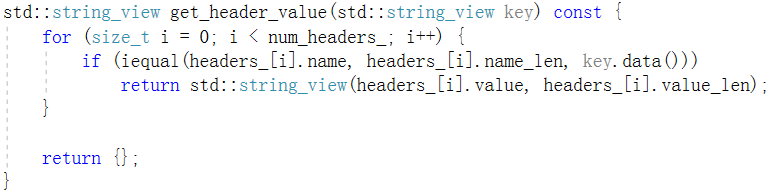 std::string_view get_header_value(std::string_view key) const {
    for (size_t i = 0; i < num_headers_; i++) {
        if (iequal(headers_[i].name, headers_[i].name_len, key.data()))
            return std::string_view(headers_[i].value, headers_[i].value_len);
    }

    return {};
}